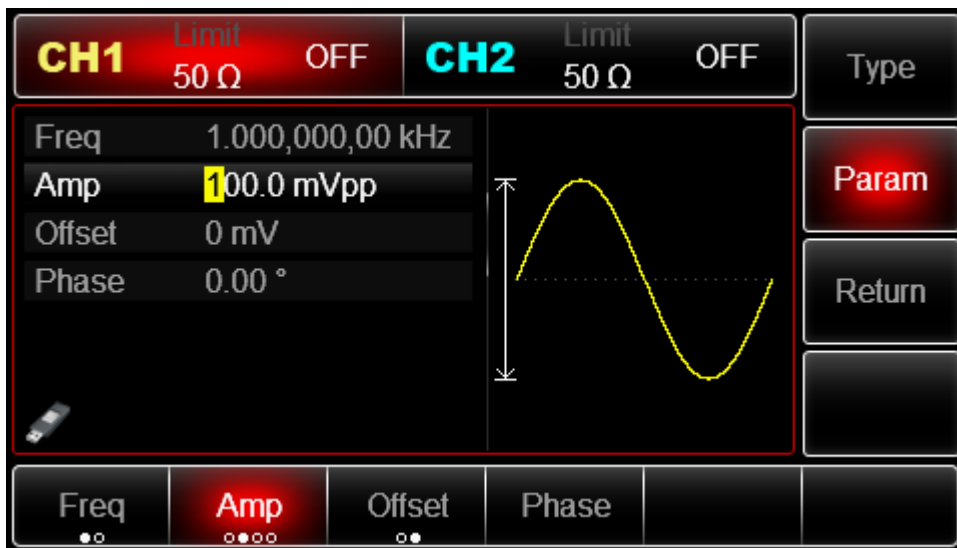 CH1 Limit 50 Ω OFF CH2 Limit 50 Ω OFF
Type
Freq 1.000,000,00 kHz
Amp 100.0 mVpp
Param
Offset 0 mV
Phase 0.00 °
Return
Freq Amp Offset Phase